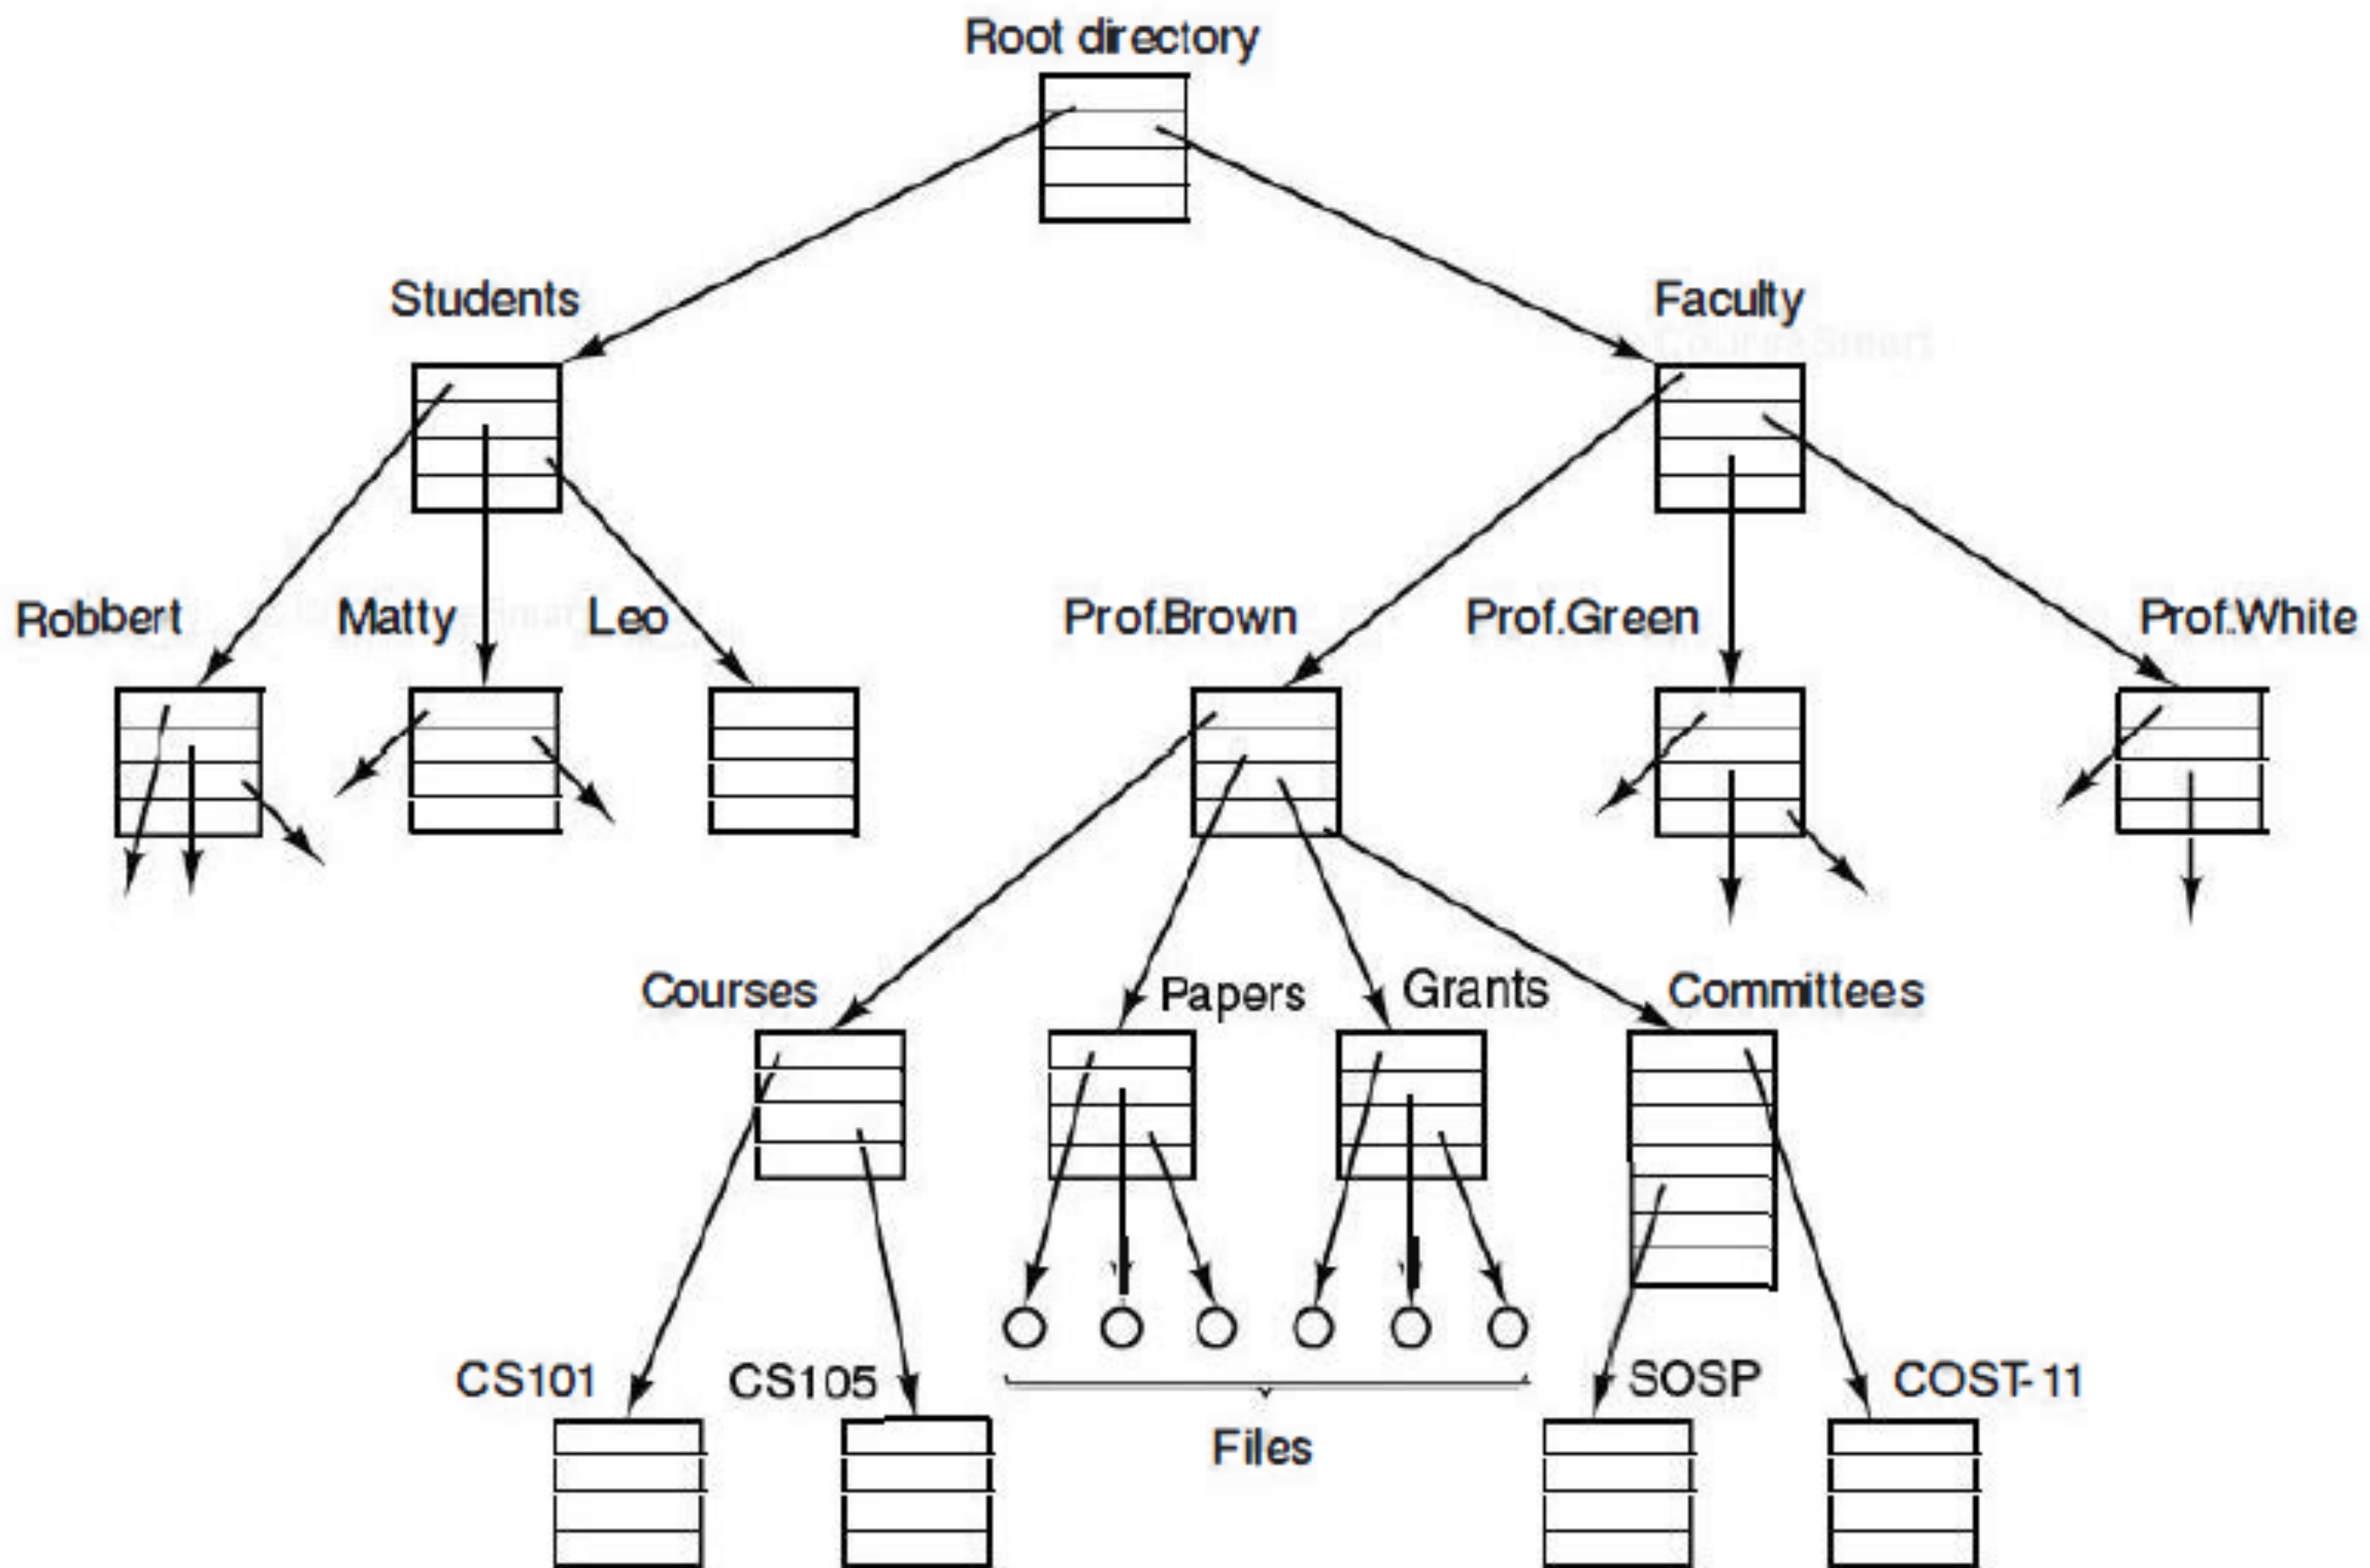 Root directory
Students
Faculty
Robbert
Matty
Leo
Prof.Brown
Prof.Green
Prof.White
Courses
Papers
Grants
Committees
CS101
CS105
Files
SOSP
COST-11